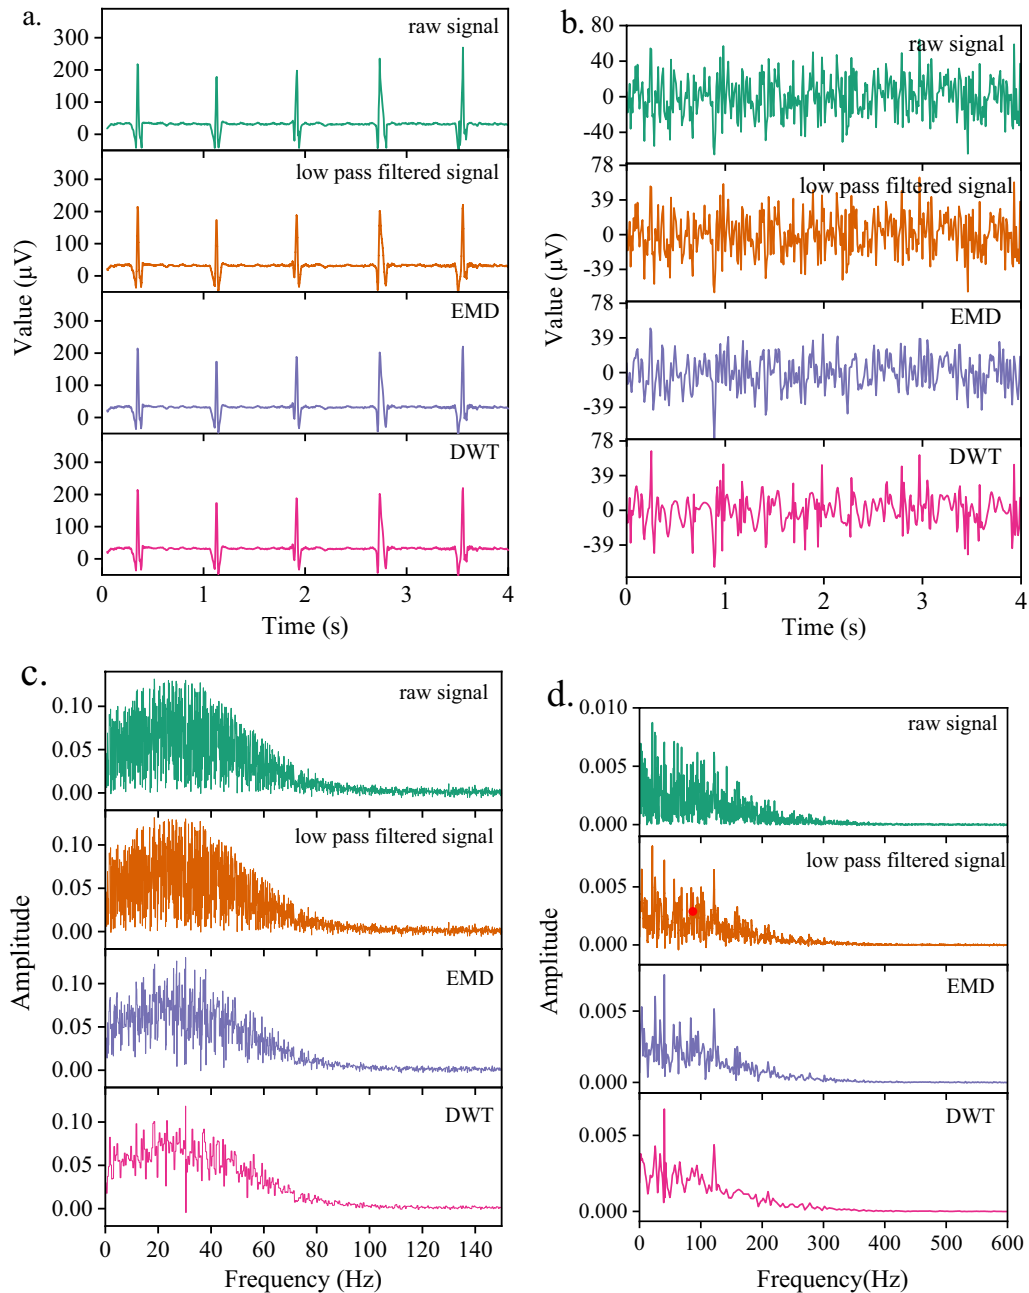 a.
raw signal
300
200
100
0
low pass filtered signal
300
200
100
0
EMD
300
200
100
0
DWT
300
200
100
0
Value (μV)
0 1 2 3 4
Time (s)
b.
raw signal
80
40
0
-40
low pass filtered signal
78
39
0
-39
EMD
78
39
0
-39
DWT
78
39
0
-39
Value (μV)
0 1 2 3 4
Time (s)
c.
raw signal
0.10
0.05
0.00
low pass filtered signal
0.10
0.05
0.00
EMD
0.10
0.05
0.00
DWT
0.10
0.05
0.00
Amplitude
0 20 40 60 80 100 120 140
Frequency (Hz)
d.
raw signal
0.010
0.005
0.000
low pass filtered signal
0.005
0.000
EMD
0.005
0.000
DWT
0.005
0.000
Amplitude
0 100 200 300 400 500 600
Frequency(Hz)